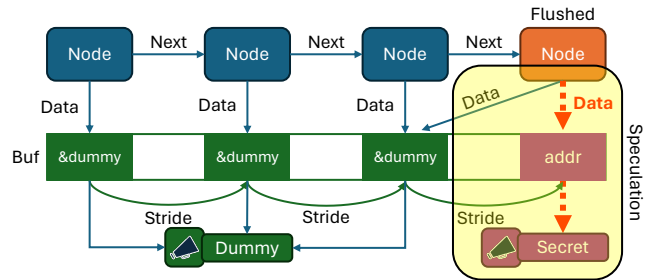 Flushed
Node
Next
Node
Next
Node
Next
Node
Data
Data
Data
Data
Data
Buf
&dummy
&dummy
&dummy
addr
Speculation
Stride
Stride
Stride
Dummy
Secret